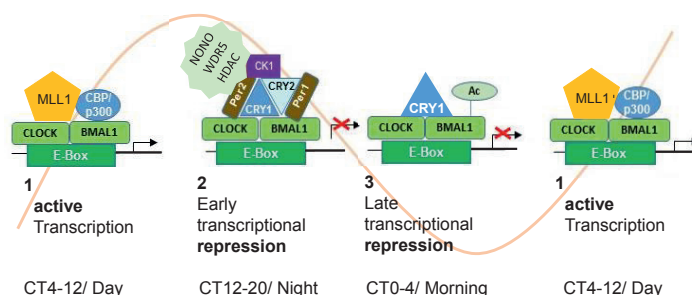 MLL1
CBP/
p300
CLOCK
BMAL1
E-Box
1
active
Transcription
CT4-12/ Day
NONO
WDR5
HDAC
CK1
Per2
CRY1
CRY2
Per1
CLOCK
BMAL1
E-Box
2
Early
transcriptional
repression
CT12-20/ Night
CRY1
Ac
CLOCK
BMAL1
E-Box
3
Late
transcriptional
repression
CT0-4/ Morning
MLL1
CBP/
p300
CLOCK
BMAL1
E-Box
1
active
Transcription
CT4-12/ Day